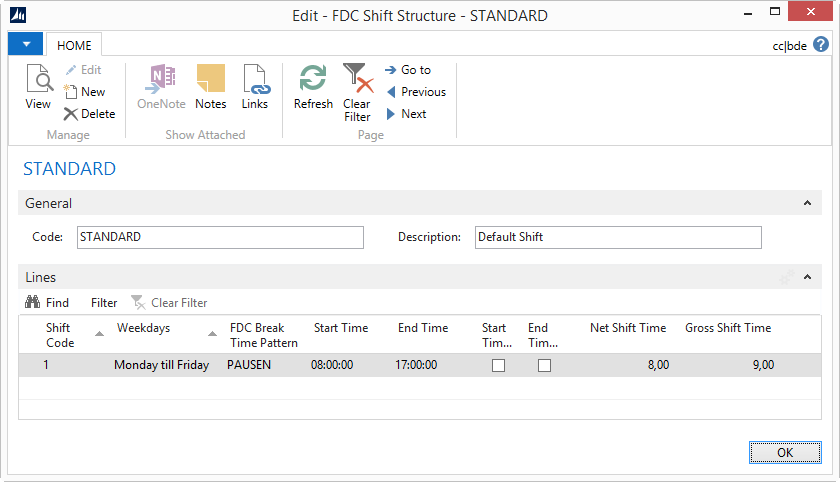 Edit - FDC Shift Structure - STANDARD
HOME
cc|bde
?
View
Edit
New
Delete
Manage
OneNote
Notes
Links
Show Attached
Refresh
Clear
Filter
Go to
Previous
Next
Page
STANDARD
General
Code: STANDARD
Description: Default Shift
Lines
Find Filter Clear Filter
Shift
Code
Weekdays
FDC Break
Time Pattern
Start Time
End Time
Start
Tim...
End
Tim...
Net Shift Time
Gross Shift Time
1 Monday till Friday PAUSEN 08:00:00 17:00:00 8,00 9,00
OK